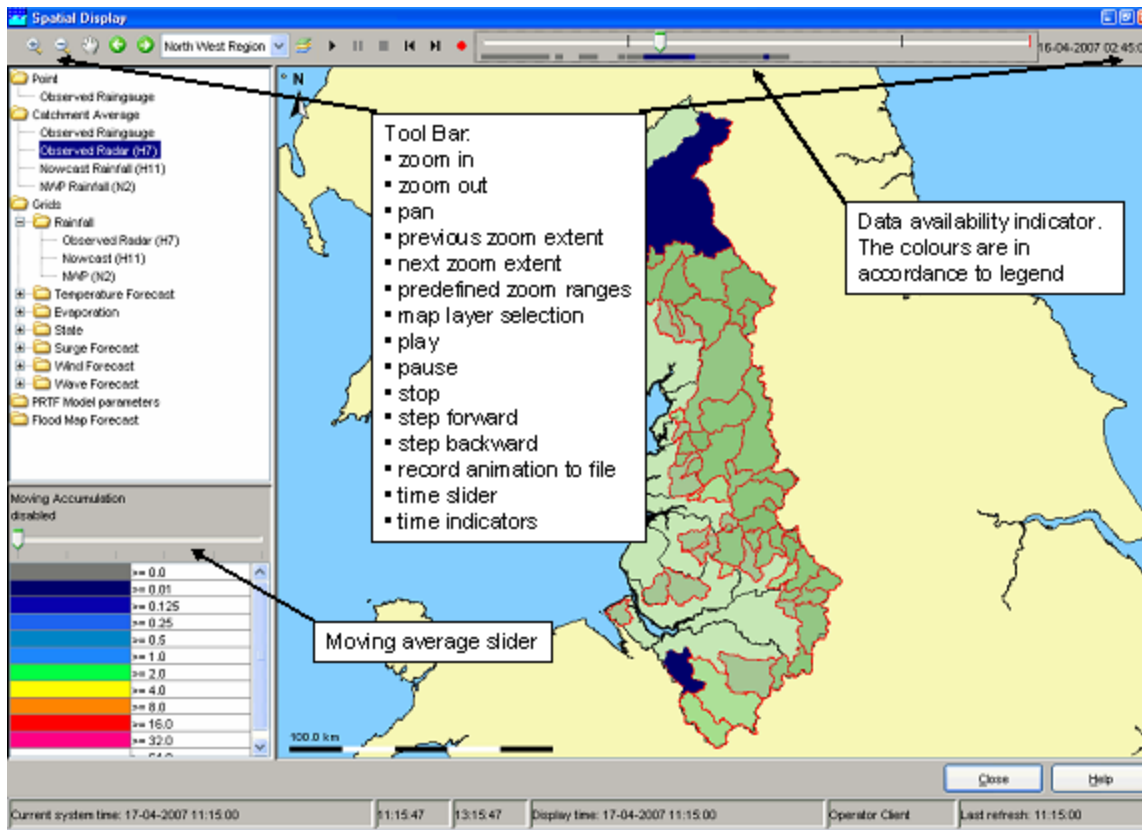 Spatial Display
North West Region
16-04-2007 02:45:0
Point
Observed Raingauge
Catchment Average
Observed Raingauge
Observed Radar (H7)
Nowcast Rainfall (H11)
NWP Rainfall (N2)
Grids
Rainfall
Observed Radar (H7)
Nowcast (H11)
NWP (N2)
Temperature Forecast
Evaporation
State
Surge Forecast
Wind Forecast
Wave Forecast
PRTF Model parameters
Flood Map Forecast
Moving Accumulation
disabled
>= 0.0
>= 0.01
>= 0.125
>= 0.25
>= 0.5
>= 1.0
>= 2.0
>= 4.0
>= 8.0
>= 16.0
>= 32.0
° N
Tool Bar:
▪ zoom in
▪ zoom out
▪ pan
▪ previous zoom extent
▪ next zoom extent
▪ predefined zoom ranges
▪ map layer selection
▪ play
▪ pause
▪ stop
▪ step forward
▪ step backward
▪ record animation to file
▪ time slider
▪ time indicators
Data availability indicator.
The colours are in
accordance to legend
Moving average slider
100.0 km
Close
Help
Current system time: 17-04-2007 11:15:00
11:15:47
13:15:47
Display time: 17-04-2007 11:15:00
Operator Client
Last refresh: 11:15:00